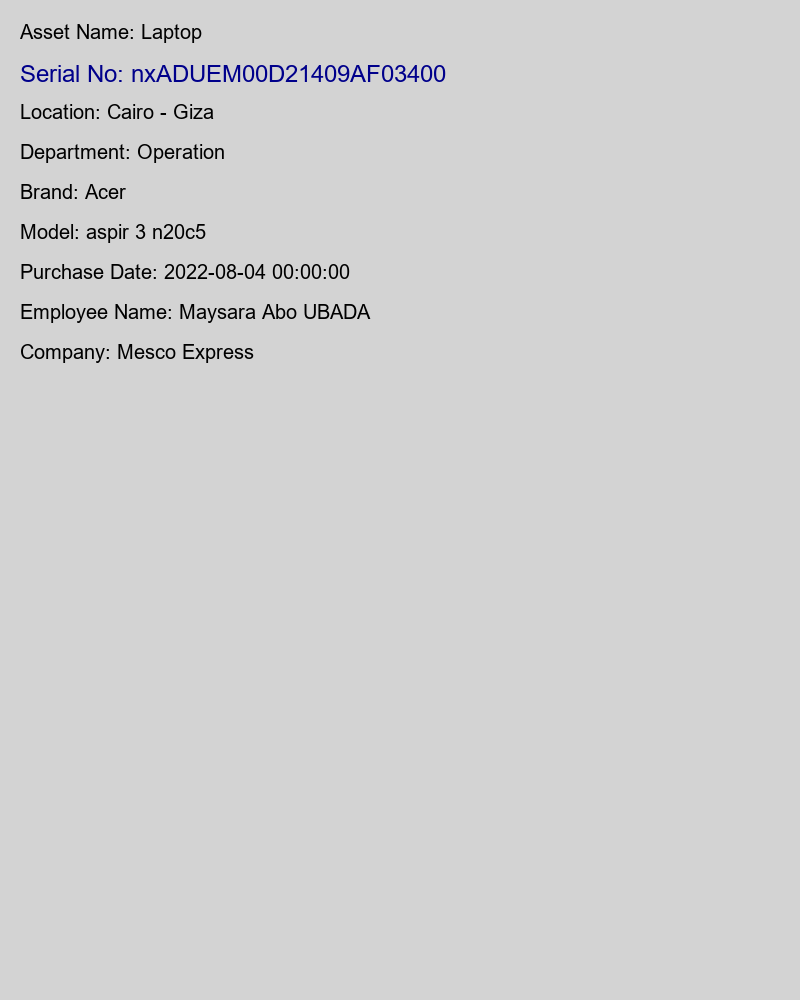 Asset Name: Laptop
Serial No: nxADUEM00D21409AF03400
Location: Cairo - Giza
Department: Operation
Brand: Acer
Model: aspir 3 n20c5
Purchase Date: 2022-08-04 00:00:00
Employee Name: Maysara Abo UBADA
Company: Mesco Express